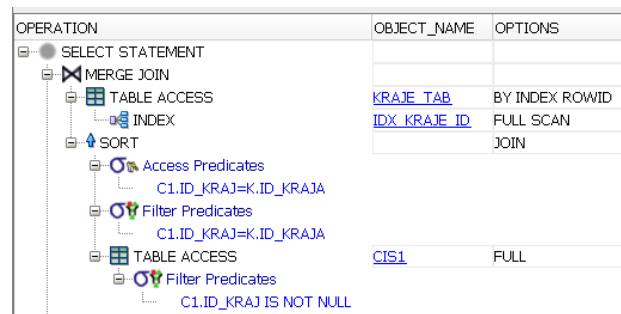 OPERATION OBJECT_NAME OPTIONS
SELECT STATEMENT
MERGE JOIN
TABLE ACCESS KRAJE_TAB BY INDEX ROWID
INDEX IDX_KRAJE_ID FULL SCAN
SORT JOIN
Access Predicates
C1.ID_KRAJ=K.ID_KRAJA
Filter Predicates
C1.ID_KRAJ=K.ID_KRAJA
TABLE ACCESS CIS1 FULL
Filter Predicates
C1.ID_KRAJ IS NOT NULL